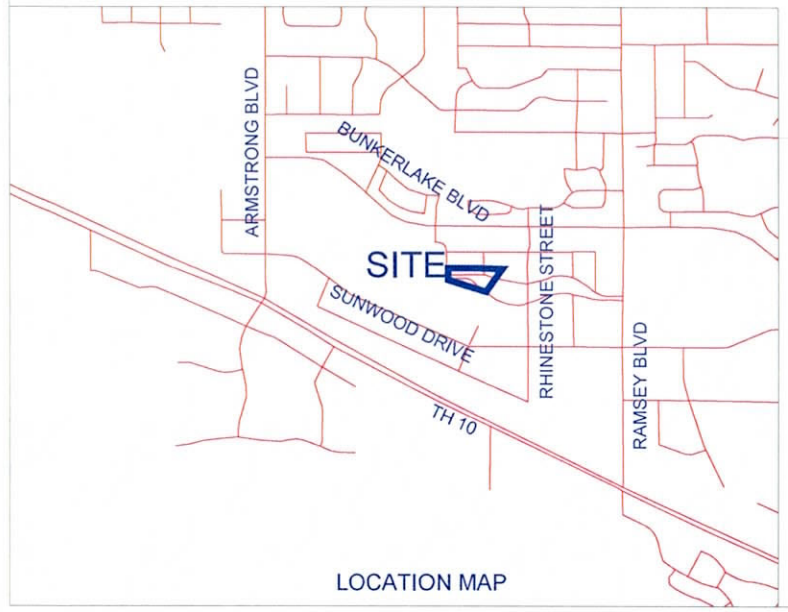 ARMSTRONG BLVD
BUNKERLAKE BLVD
SITE
RHINESTONE STREET
SUNWOOD DRIVE
RAMSEY BLVD
TH 10
LOCATION MAP